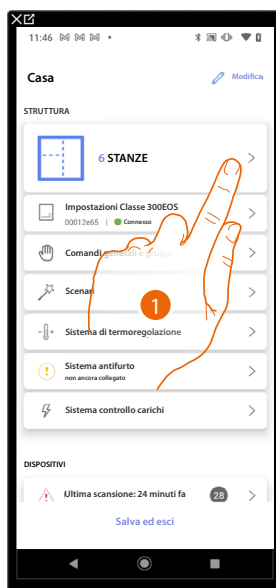 11:46
Casa
Modifica
STRUTTURA
6 STANZE
Impostazioni Classe 300EOS
00012e65 | Connesso
Comandi generali e gruppi
Scenari
1
Sistema di termoregolazione
Sistema antifurto
non ancora collegato
Sistema controllo carichi
DISPOSITIVI
Ultima scansione: 24 minuti fa
28
Salva ed esci